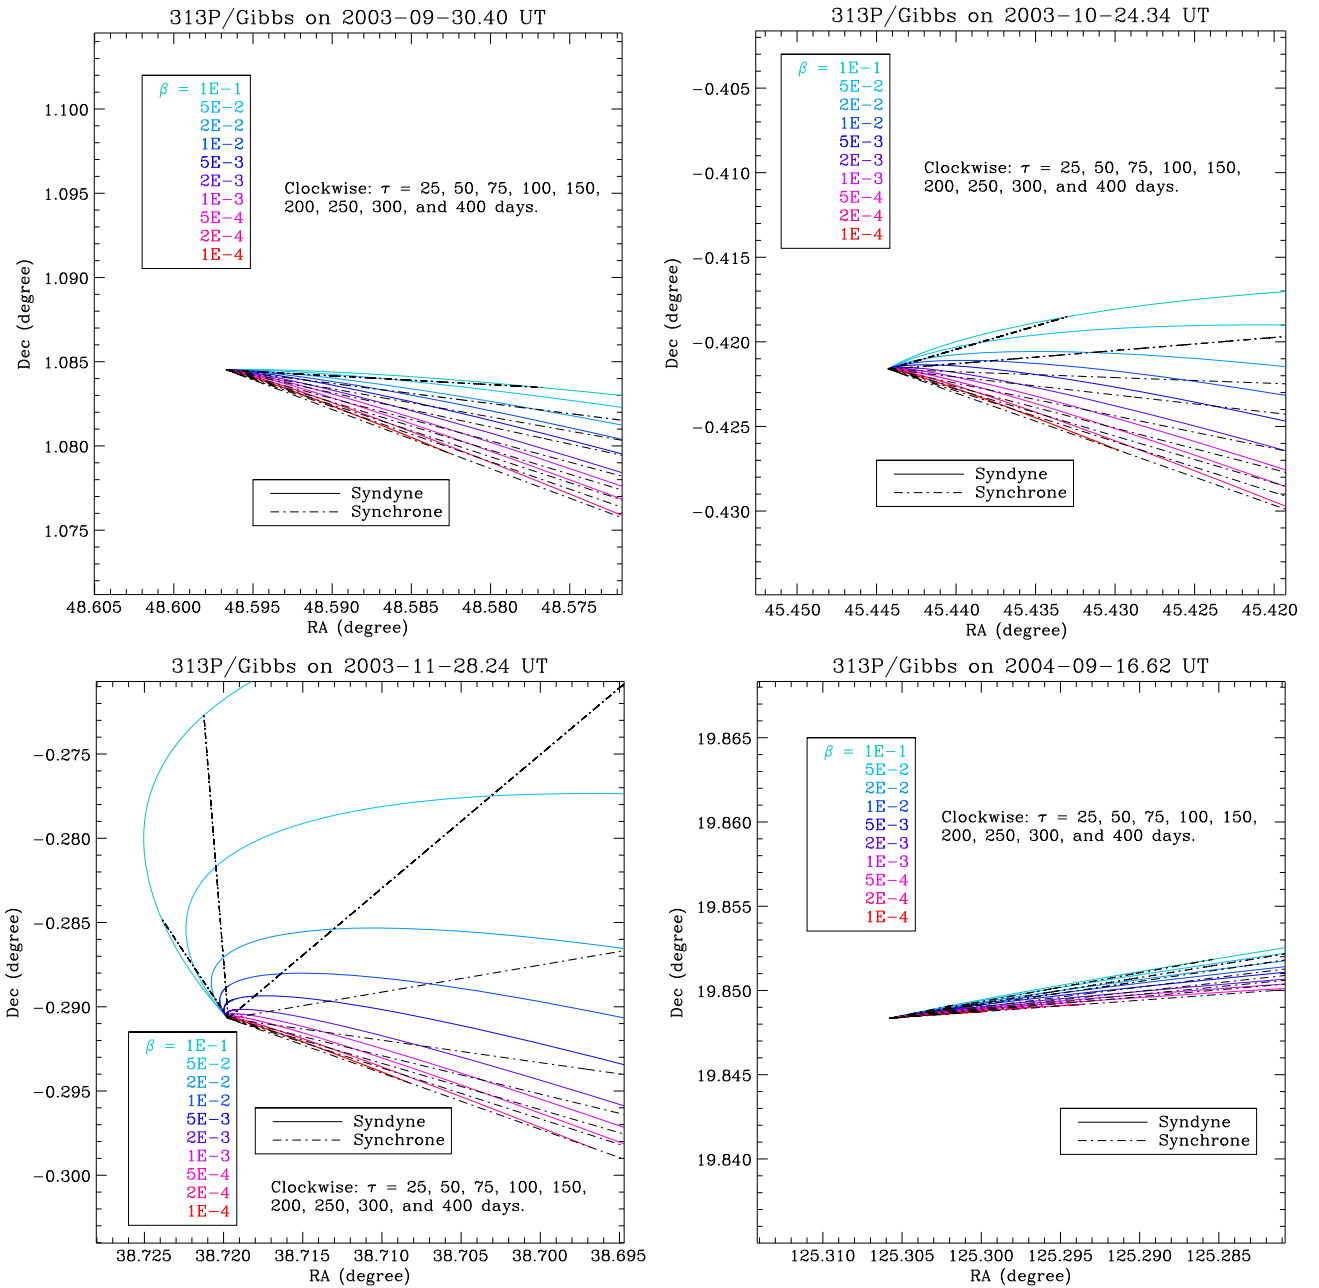 313P/Gibbs on 2003-09-30.40 UT
β = 1E-1
5E-2
2E-2
1E-2
5E-3
2E-3
1E-3
5E-4
2E-4
1E-4
Clockwise: τ = 25, 50, 75, 100, 150,
200, 250, 300, and 400 days.
Syndyne
Synchrone
1.100
1.095
1.090
1.085
1.080
1.075
Dec (degree)
48.605 48.600 48.595 48.590 48.585 48.580 48.575
RA (degree)
313P/Gibbs on 2003-10-24.34 UT
β = 1E-1
5E-2
2E-2
1E-2
5E-3
2E-3
1E-3
5E-4
2E-4
1E-4
Clockwise: τ = 25, 50, 75, 100, 150,
200, 250, 300, and 400 days.
Syndyne
Synchrone
-0.405
-0.410
-0.415
-0.420
-0.425
-0.430
Dec (degree)
45.450 45.445 45.440 45.435 45.430 45.425 45.420
RA (degree)
313P/Gibbs on 2003-11-28.24 UT
-0.275
-0.280
-0.285
-0.290
-0.295
-0.300
Dec (degree)
β = 1E-1
5E-2
2E-2
1E-2
5E-3
2E-3
1E-3
5E-4
2E-4
1E-4
Syndyne
Synchrone
Clockwise: τ = 25, 50, 75, 100, 150,
200, 250, 300, and 400 days.
38.725 38.720 38.715 38.710 38.705 38.700 38.695
RA (degree)
313P/Gibbs on 2004-09-16.62 UT
β = 1E-1
5E-2
2E-2
1E-2
5E-3
2E-3
1E-3
5E-4
2E-4
1E-4
Clockwise: τ = 25, 50, 75, 100, 150,
200, 250, 300, and 400 days.
Syndyne
Synchrone
19.865
19.860
19.855
19.850
19.845
19.840
Dec (degree)
125.310 125.305 125.300 125.295 125.290 125.285
RA (degree)